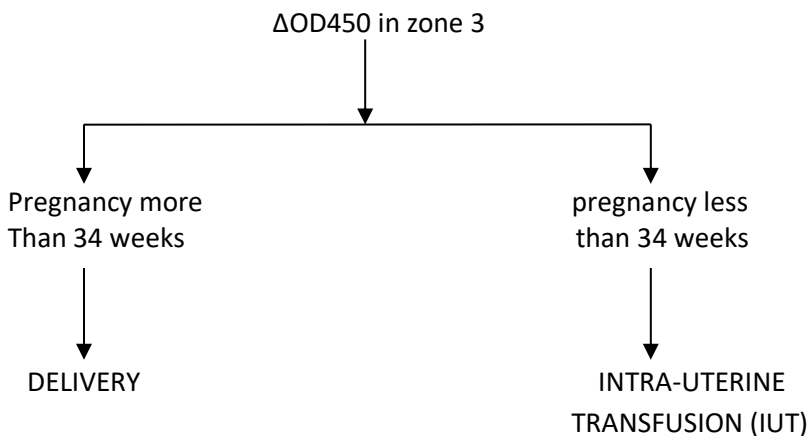 ΔOD450 in zone 3
Pregnancy more
Than 34 weeks
pregnancy less
than 34 weeks
DELIVERY
INTRA-UTERINE
TRANSFUSION (IUT)